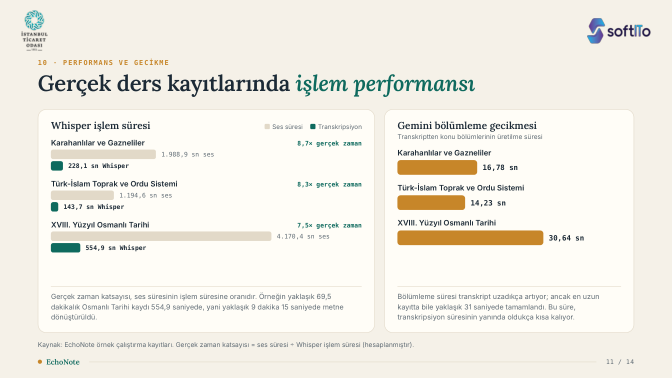 İSTANBUL
TİCARET
ODASI
softITo
10 · PERFORMANS VE GECİKME
Gerçek ders kayıtlarında işlem performansı
Whisper işlem süresi
Ses süresi
Transkripsiyon
Karahanlılar ve Gazneliler
8,7× gerçek zaman
1.988,9 sn ses
228,1 sn Whisper
Türk-İslam Toprak ve Ordu Sistemi
8,3× gerçek zaman
1.194,6 sn ses
143,7 sn Whisper
XVIII. Yüzyıl Osmanlı Tarihi
7,5× gerçek zaman
4.170,4 sn ses
554,9 sn Whisper
Gerçek zaman katsayısı, ses süresinin işlem süresine oranıdır. Örneğin yaklaşık 69,5
dakikalık Osmanlı Tarihi kaydı 554,9 saniyede, yani yaklaşık 9 dakika 15 saniyede metne
dönüştürüldü.
Gemini bölümleme gecikmesi
Transkriptten konu bölümlerinin üretilme süresi
Karahanlılar ve Gazneliler
16,78 sn
Türk-İslam Toprak ve Ordu Sistemi
14,23 sn
XVIII. Yüzyıl Osmanlı Tarihi
30,64 sn
Bölümleme süresi transkript uzadıkça artıyor; ancak en uzun
kayıtta bile yaklaşık 31 saniyede tamamlandı. Bu süre,
transkripsiyon süresinin yanında oldukça kısa kalıyor.
Kaynak: EchoNote örnek çalıştırma kayıtları. Gerçek zaman katsayısı = ses süresi ÷ Whisper işlem süresi (hesaplanmıştır).
EchoNote
11 / 14